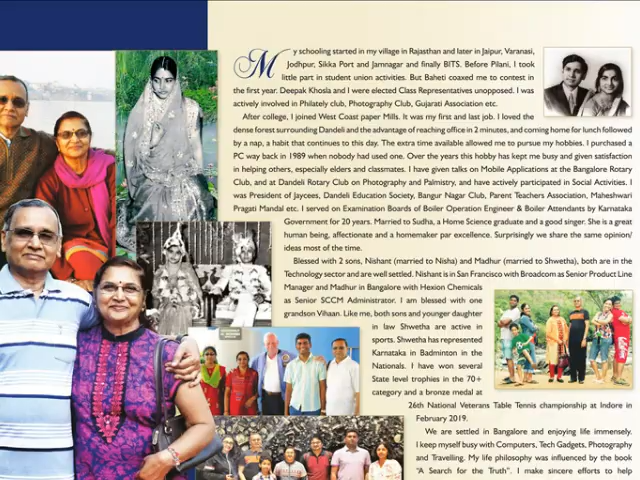 My schooling started in my village in Rajasthan and later in Jaipur, Varanasi,
Jodhpur, Sikka Port and Jamnagar and finally BITS. Before Pilani, I took
little part in student union activities. But Baheti coaxed me to contest in
the first year. Deepak Khosla and I were elected Class Representatives unopposed. I was
actively involved in Philately club, Photography Club, Gujarati Association etc.
After college, I joined West Coast paper Mills. It was my first and last job. I loved the
dense forest surrounding Dandeli and the advantage of reaching office in 2 minutes, and coming home for lunch followed
by a nap, a habit that continues to this day. The extra time available allowed me to pursue my hobbies. I purchased a
PC way back in 1989 when nobody had used one. Over the years this hobby has kept me busy and given satisfaction
in helping others, especially elders and classmates. I have given talks on Mobile Applications at the Bangalore Rotary
Club, and at Dandeli Rotary Club on Photography and Palmistry, and have actively participated in Social Activities. I
was President of Jaycees, Dandeli Education Society, Bangur Nagar Club, Parent Teachers Association, Maheshwari
Pragati Mandal etc. I served on Examination Boards of Boiler Operation Engineer & Boiler Attendants by Karnataka
Government for 20 years. Married to Sudha, a Home Science graduate and a good singer. She is a great
human being, affectionate and a homemaker par excellence. Surprisingly we share the same opinion/
ideas most of the time.
Blessed with 2 sons, Nishant (married to Nisha) and Madhur (married to Shwetha), both are in the
Technology sector and are well settled. Nishant is in San Francisco with Broadcom as Senior Product Line
Manager and Madhur in Bangalore with Hexion Chemicals
as Senior SCCM Administrator. I am blessed with one
grandson Vihaan. Like me, both sons and younger daughter
in law Shwetha are active in
sports. Shwetha has represented
Karnataka in Badminton in the
Nationals. I have won several
State level trophies in the 70+
category and a bronze medal at
26th National Veterans Table Tennis championship at Indore in
February 2019.
We are settled in Bangalore and enjoying life immensely.
I keep myself busy with Computers, Tech Gadgets, Photography
and Travelling. My life philosophy was influenced by the book
"A Search for the Truth". I make sincere efforts to help